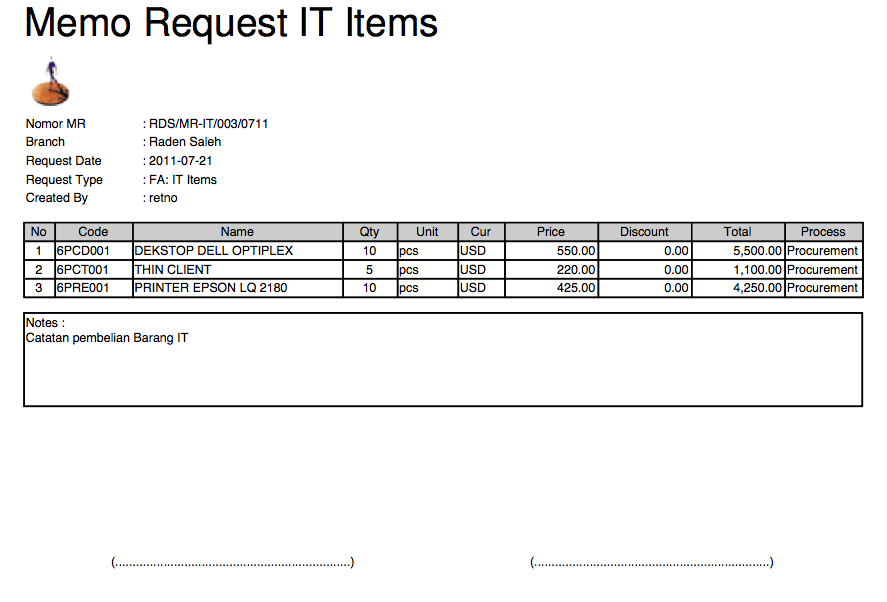 Memo Request IT Items
Nomor MR : RDS/MR-IT/003/0711
Branch : Raden Saleh
Request Date : 2011-07-21
Request Type : FA: IT Items
Created By : retno
No Code Name Qty Unit Cur Price Discount Total Process
1 6PCD001 DEKSTOP DELL OPTIPLEX 10 pcs USD 550.00 0.00 5,500.00 Procurement
2 6PCT001 THIN CLIENT 5 pcs USD 220.00 0.00 1,100.00 Procurement
3 6PRE001 PRINTER EPSON LQ 2180 10 pcs USD 425.00 0.00 4,250.00 Procurement
Notes :
Catatan pembelian Barang IT
(....................................................................) (....................................................................)